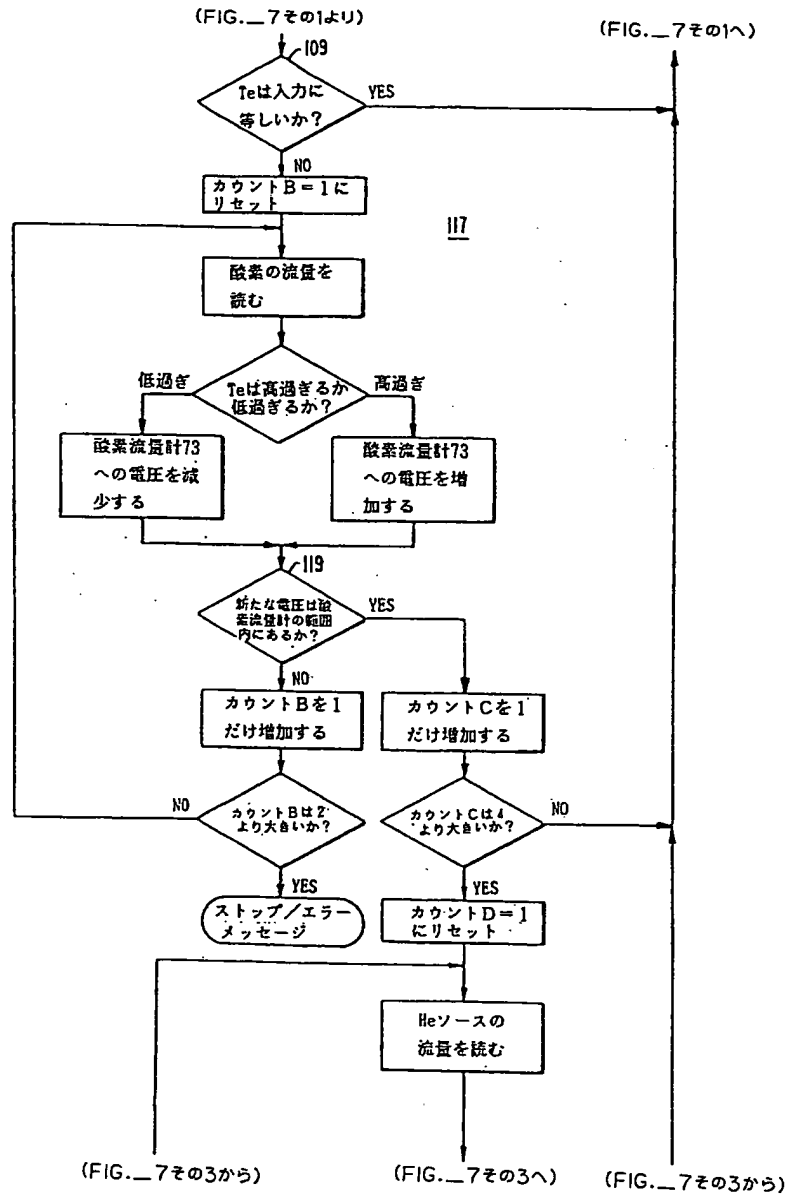 (FIG.__7その1より)
(FIG.__7その1へ)
109
Teは入力に
等しいか?
YES
NO
カウントB=1に
リセット
117
酸素の流量を
読む
低過ぎ
Teは高過ぎるか
低過ぎるか?
高過ぎ
酸素流量計73
への電圧を減
少する
酸素流量計73
への電圧を増
加する
119
新たな電圧は酸
素流量計の範囲
内にあるか?
YES
NO
カウントBを1
だけ増加する
カウントCを1
だけ増加する
NO
カウントBは2
より大きいか?
カウントCは4
より大きいか?
NO
YES
YES
ストップ/エラー
メッセージ
カウントD=1
にリセット
Heソースの
流量を読む
(FIG.__7その3から)
(FIG.__7その3へ)
(FIG.__7その3から)